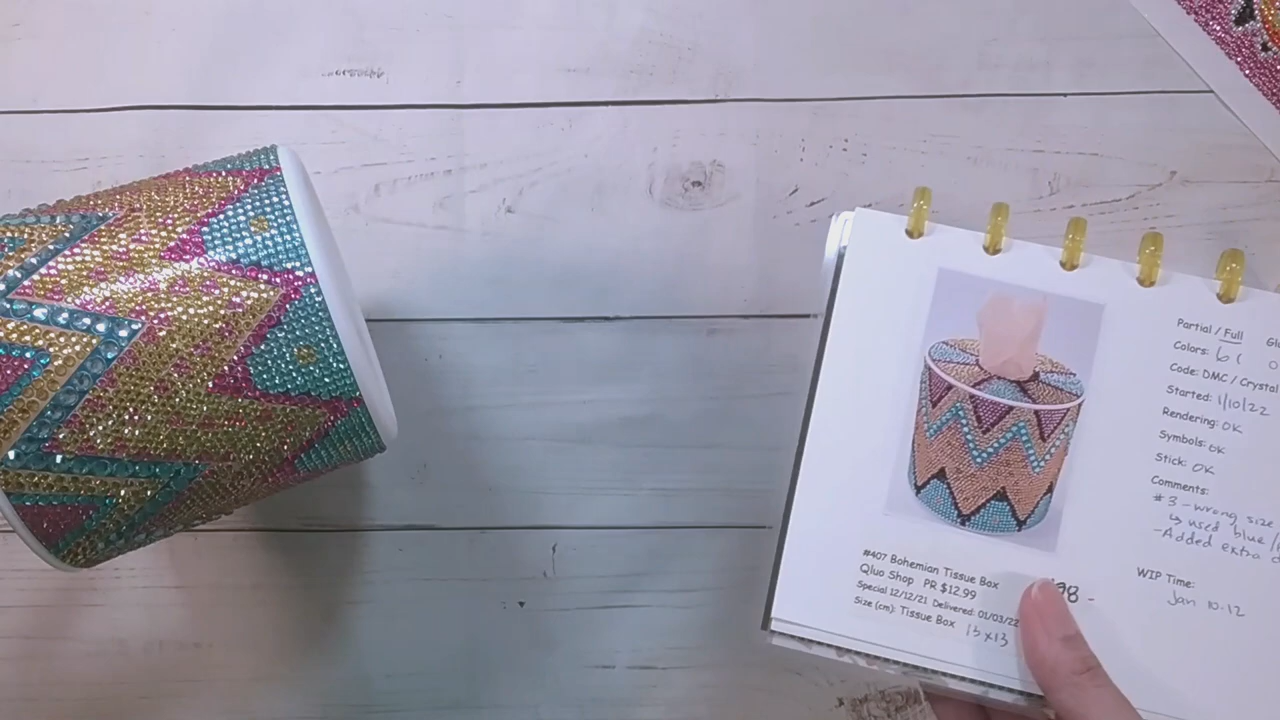 #407 Bohemian Tissue Box
Qluo Shop PR $12.99
Special 12/12/21 Delivered: 01/03/22
Size (cm): Tissue Box 13x13
Partial / Full
Colors:
Code: DMC / Crystal
Started: 1/10/22
Rendering: OK
Symbols: OK
Stick: OK
Comments:
#3 - wrong size
↳ used blue
- Added extra
WIP Time:
Jan 10-12